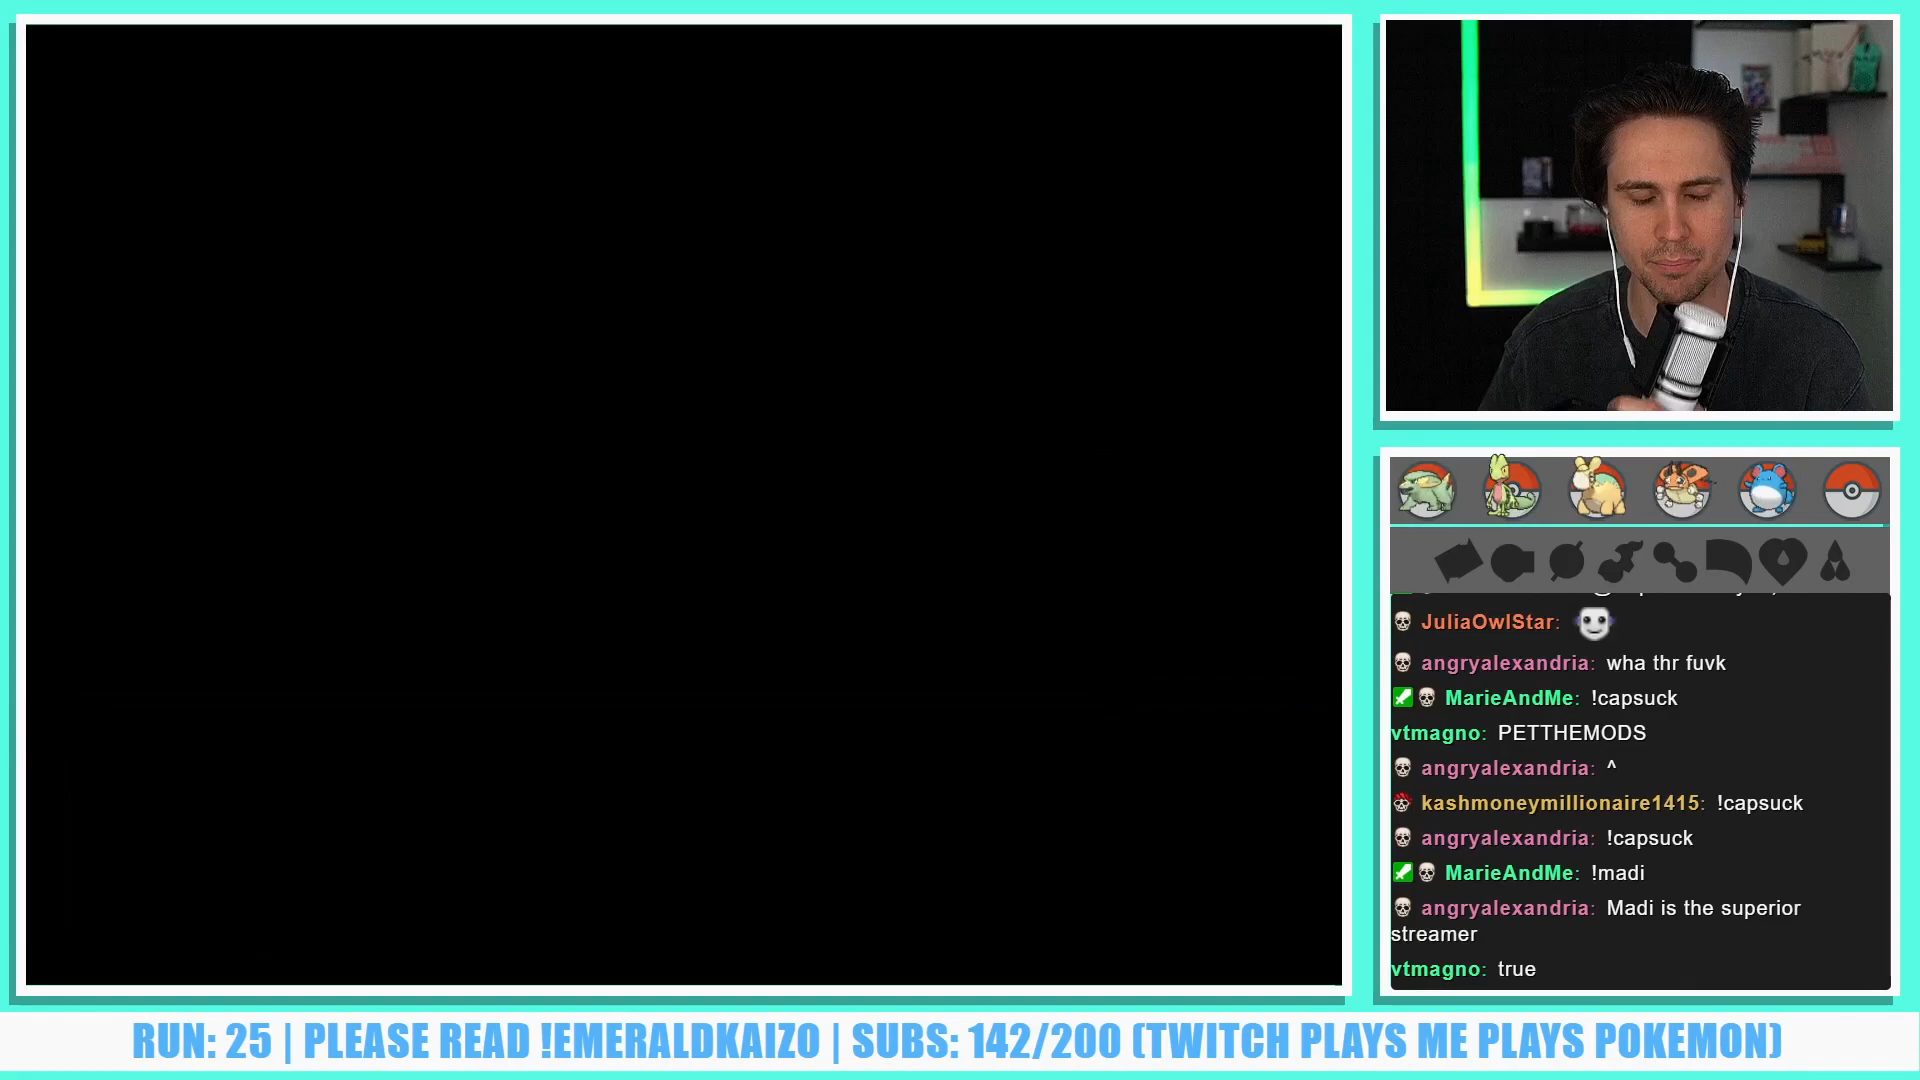 JuliaOwlStar:
angryalexandria: wha thr fuvk
MarieAndMe: !capsuck
vtmagno: PETTHEMODS
angryalexandria: ^
kashmoneymillionaire1415: !capsuck
angryalexandria: !capsuck
MarieAndMe: !madi
angryalexandria: Madi is the superior
streamer
vtmagno: true
RUN: 25 | PLEASE READ !EMERALDKAIZO | SUBS: 142/200 (TWITCH PLAYS ME PLAYS POKEMON)